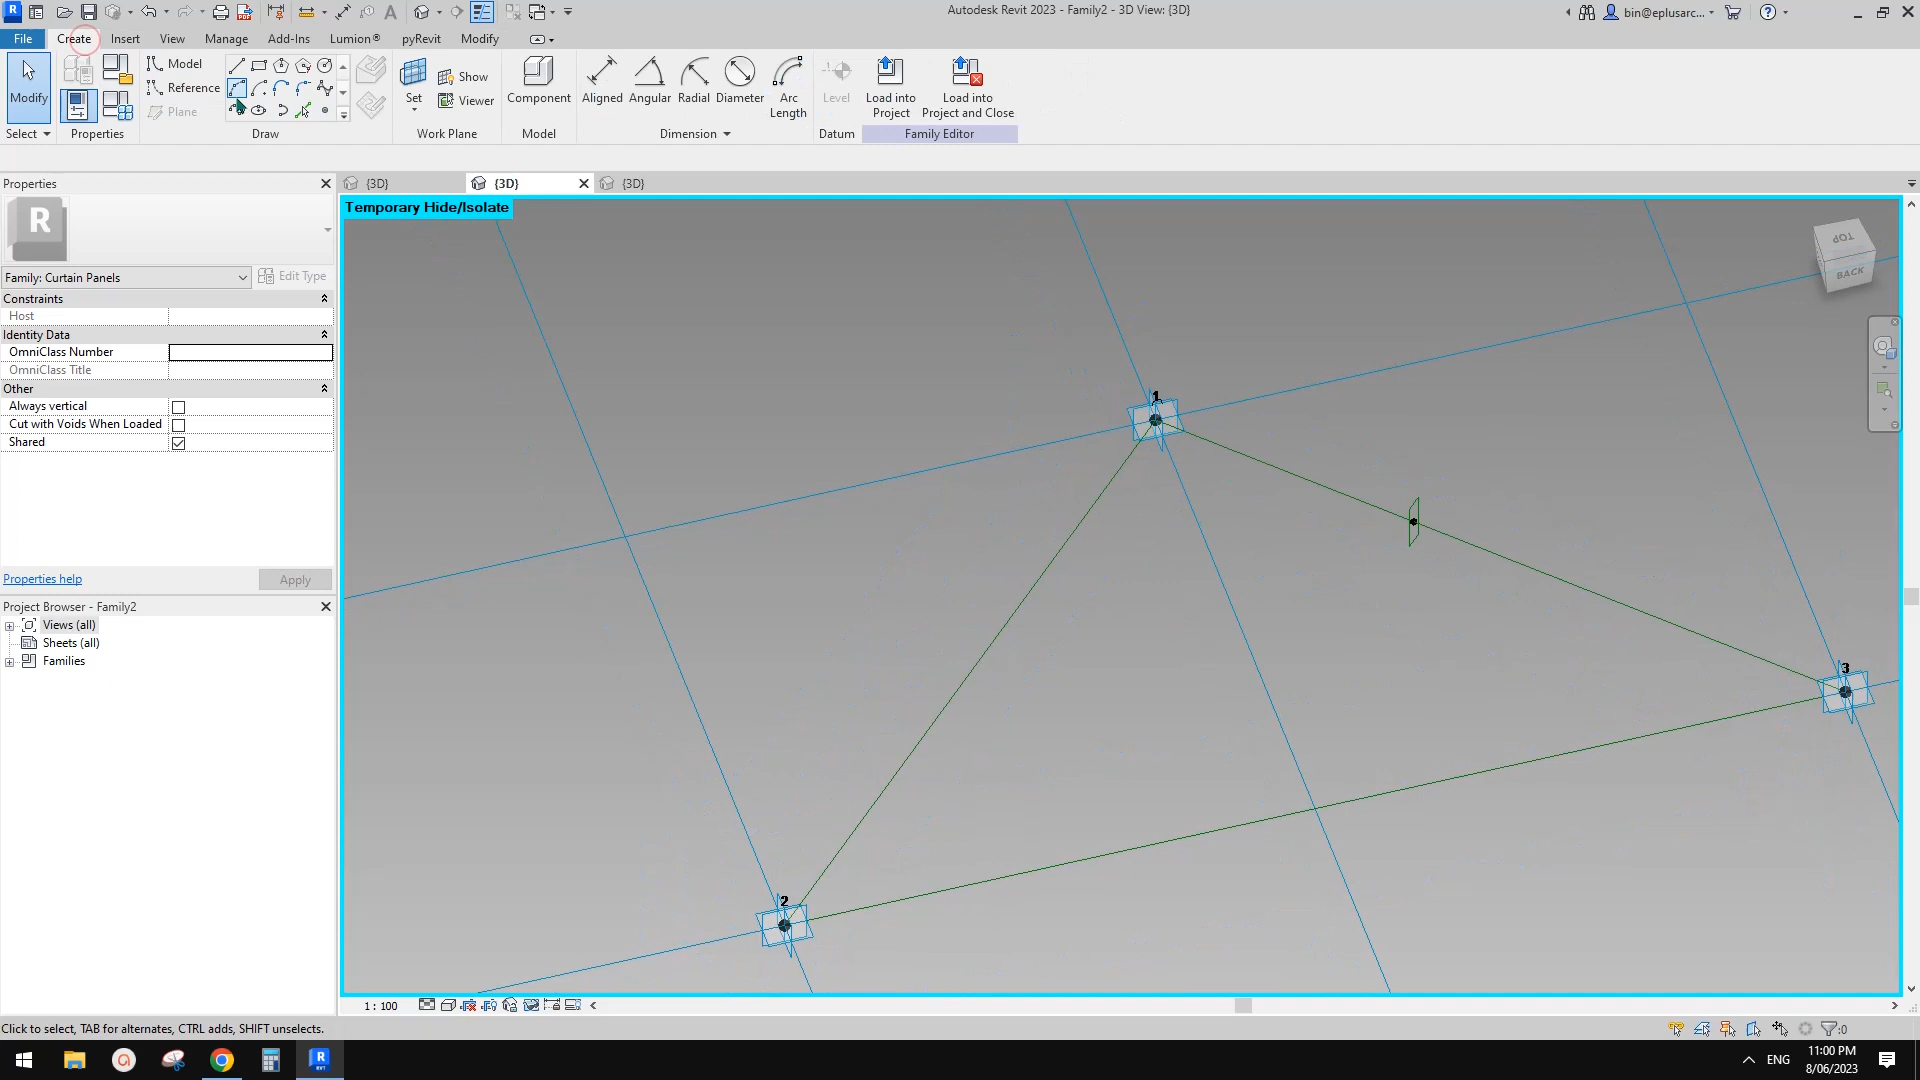 Autodesk Revit 2023 - Family2 - 3D View: {3D}
bin@eplusarc...
File
Create
Insert
View
Manage
Add-Ins
Lumion®
pyRevit
Modify
Modify
Model
Reference
Plane
Set
Show
Viewer
Component
Aligned
Angular
Radial
Diameter
Arc
Length
Level
Load into
Project
Load into
Project and Close
Select
Properties
Draw
Work Plane
Model
Dimension
Datum
Family Editor
Properties
{3D}
{3D}
{3D}
Temporary Hide/Isolate
R
Family: Curtain Panels
Edit Type
Constraints
Host
Identity Data
OmniClass Number
OmniClass Title
Other
Always vertical
Cut with Voids When Loaded
Shared
Properties help
Apply
Project Browser - Family2
Views (all)
Sheets (all)
Families
TOP
BACK
1
2
3
1 : 100
Click to select, TAB for alternates, CTRL adds, SHIFT unselects.
:0
ENG
11:00 PM
8/06/2023